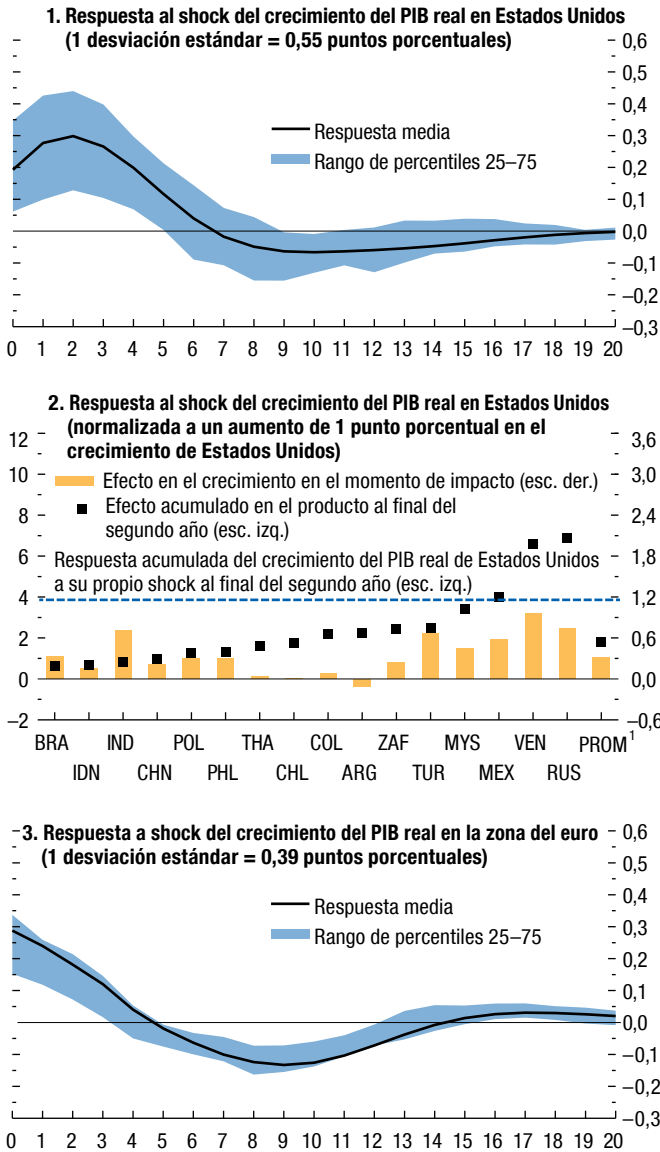 1. Respuesta al shock del crecimiento del PIB real en Estados Unidos
(1 desviación estándar = 0,55 puntos porcentuales)
0,6
0,5
0,4
0,3
0,2
0,1
0,0
–0,1
–0,2
–0,3
Respuesta media
Rango de percentiles 25–75
0 1 2 3 4 5 6 7 8 9 10 11 12 13 14 15 16 17 18 19 20
2. Respuesta al shock del crecimiento del PIB real en Estados Unidos
(normalizada a un aumento de 1 punto porcentual en el
crecimiento de Estados Unidos)
12
10
8
6
4
2
0
–2
3,6
3,0
2,4
1,8
1,2
0,6
0,0
–0,6
Efecto en el crecimiento en el momento de impacto (esc. der.)
Efecto acumulado en el producto al final del
segundo año (esc. izq.)
Respuesta acumulada del crecimiento del PIB real de Estados Unidos
a su propio shock al final del segundo año (esc. izq.)
BRA IND POL THA COL ZAF MYS VEN PROM1
IDN CHN PHL CHL ARG TUR MEX RUS
3. Respuesta a shock del crecimiento del PIB real en la zona del euro
(1 desviación estándar = 0,39 puntos porcentuales)
0,6
0,5
0,4
0,3
0,2
0,1
0,0
–0,1
–0,2
–0,3
Respuesta media
Rango de percentiles 25–75
0 1 2 3 4 5 6 7 8 9 10 11 12 13 14 15 16 17 18 19 20